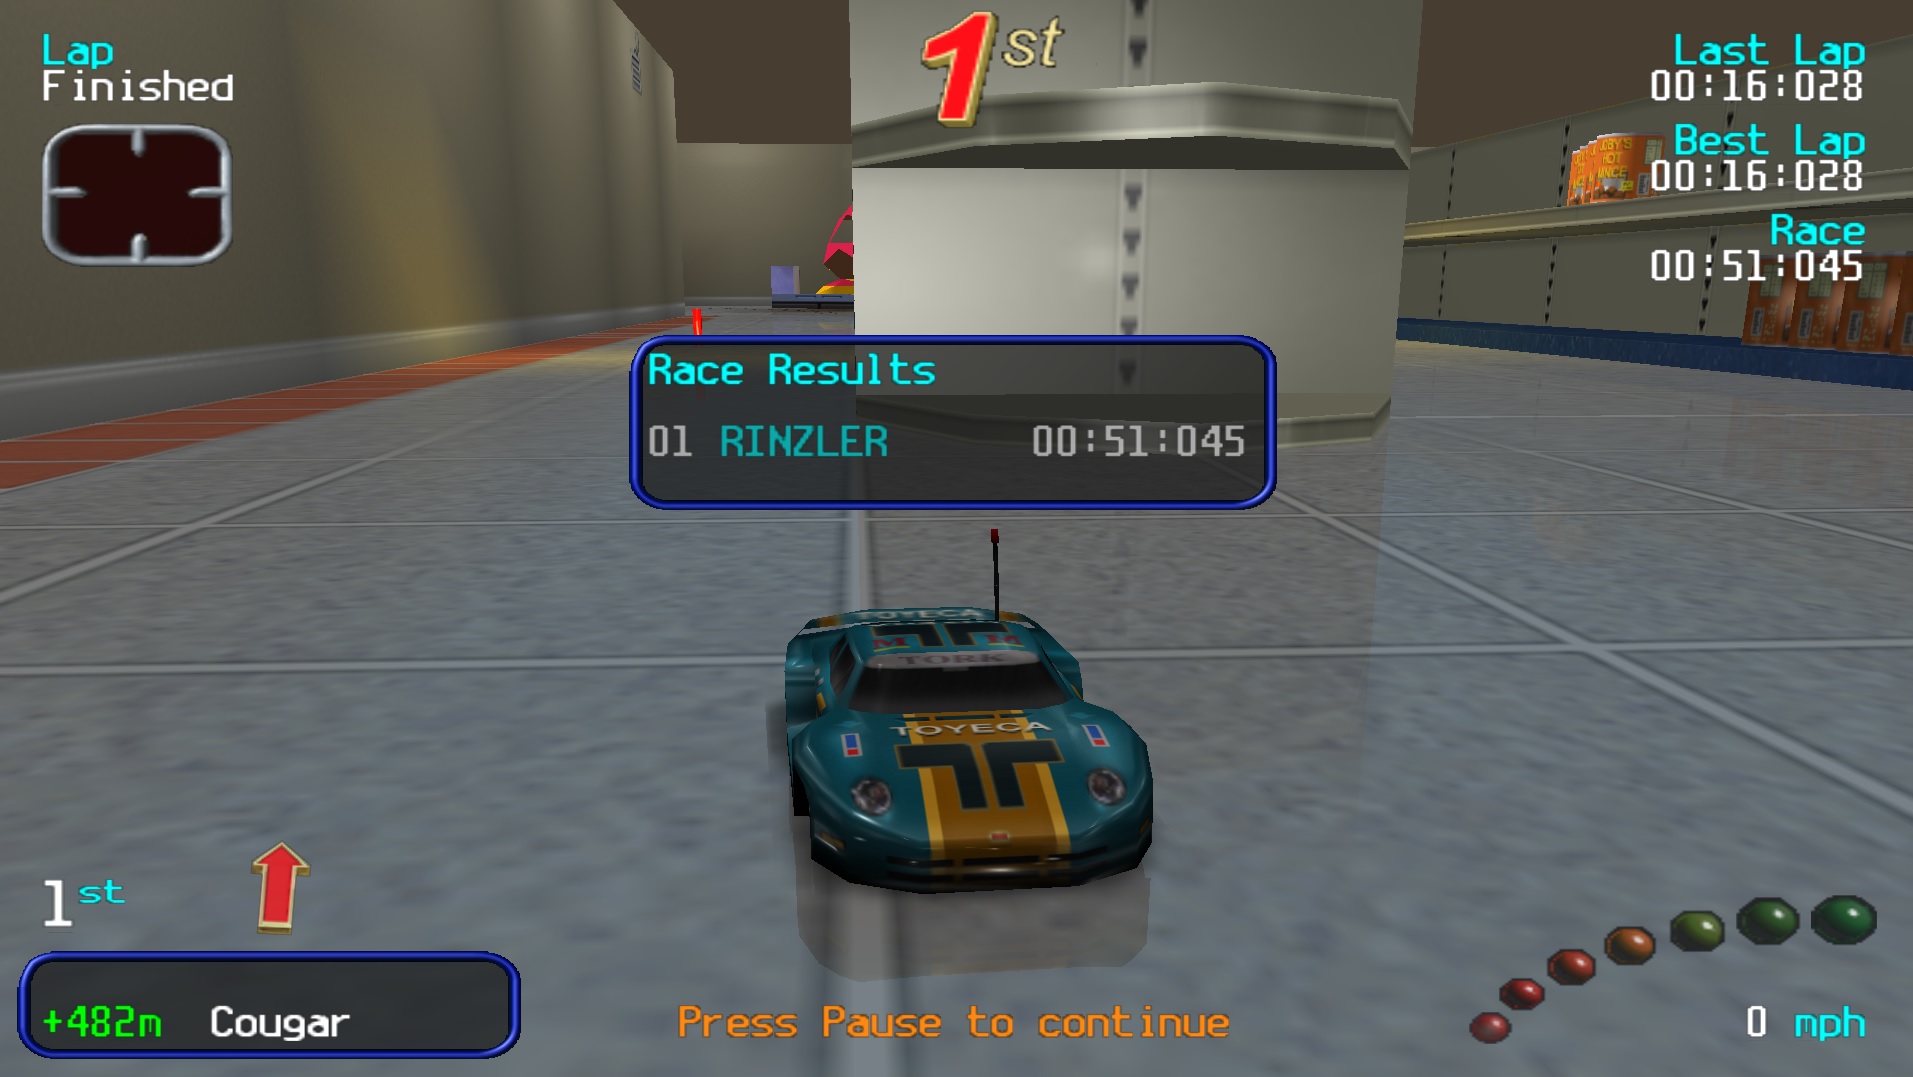 Lap
Finished
1st
Last Lap
00:16:028
Best Lap
00:16:028
Race
00:51:045
Race Results
01 RINZLER 00:51:045
TOYECA
M M
TORK
TOYECA
1st
+482m Cougar
Press Pause to continue
0 mph